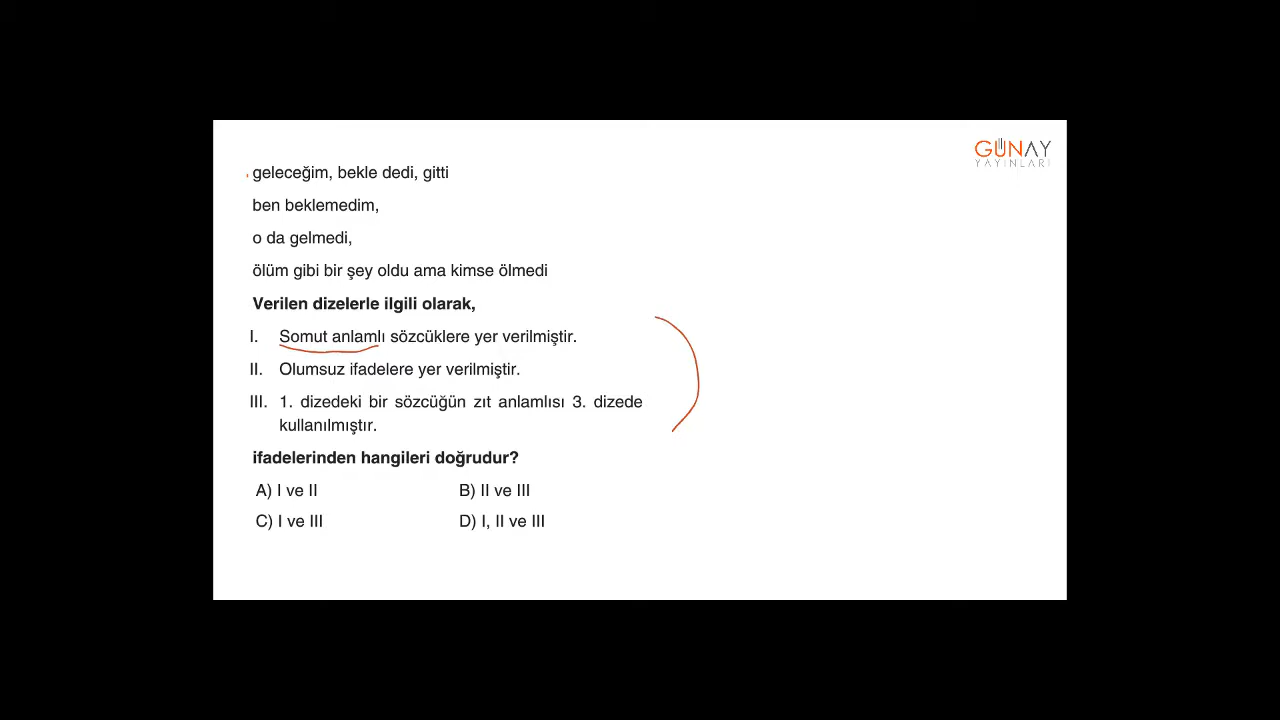 GÜNAY
YAYINLARI
geleceğim, bekle dedi, gitti
ben beklemedim,
o da gelmedi,
ölüm gibi bir şey oldu ama kimse ölmedi
Verilen dizelerle ilgili olarak,
I. Somut anlamlı sözcüklere yer verilmiştir.
II. Olumsuz ifadelere yer verilmiştir.
III. 1. dizedeki bir sözcüğün zıt anlamlısı 3. dizede
kullanılmıştır.
ifadelerinden hangileri doğrudur?
A) I ve II B) II ve III
C) I ve III D) I, II ve III